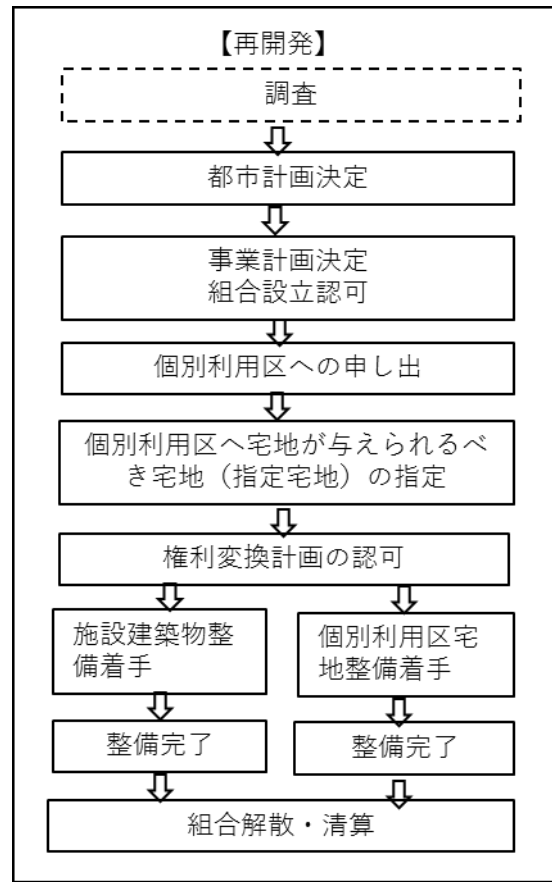 【再開発】
調査
都市計画決定
事業計画決定
組合設立認可
個別利用区への申し出
個別利用区へ宅地が与えられるべ
き宅地（指定宅地）の指定
権利変換計画の認可
施設建築物整
備着手
個別利用区宅
地整備着手
整備完了
整備完了
組合解散・清算